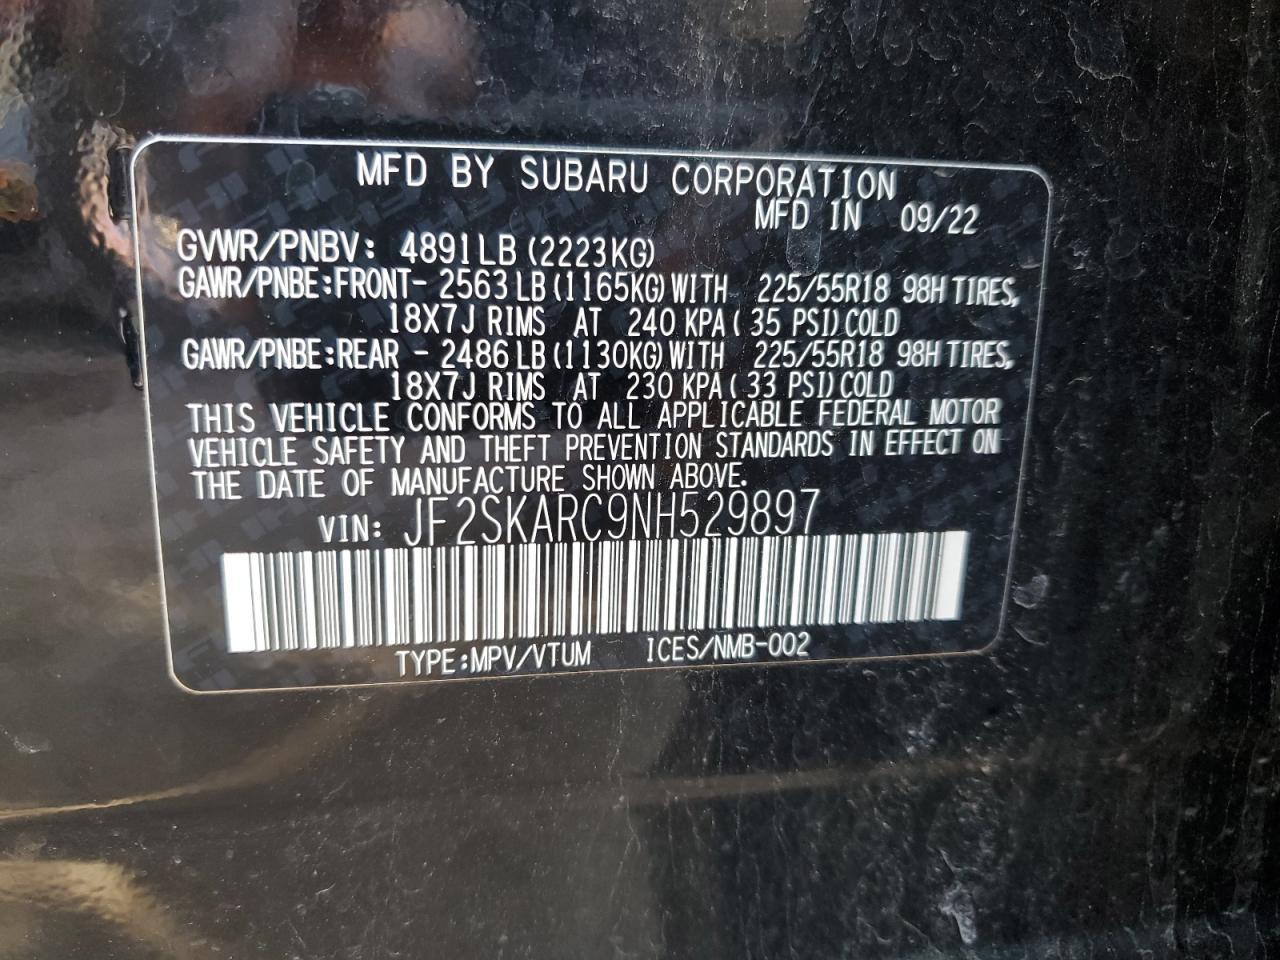 MFD BY SUBARU CORPORATION
MFD IN 09/22
GVWR/PNBV: 4891LB (2223KG)
GAWR/PNBE:FRONT- 2563 LB (1165KG) WITH 225/55R18 98H TIRES,
18X7J RIMS AT 240 KPA ( 35 PSI) COLD
GAWR/PNBE:REAR - 2486 LB (1130KG) WITH 225/55R18 98H TIRES,
18X7J RIMS AT 230 KPA ( 33 PSI) COLD
THIS VEHICLE CONFORMS TO ALL APPLICABLE FEDERAL MOTOR
VEHICLE SAFETY AND THEFT PREVENTION STANDARDS IN EFFECT ON
THE DATE OF MANUFACTURE SHOWN ABOVE.
VIN: JF2SKARC9NH529897
TYPE:MPV/VTUM ICES/NMB-002